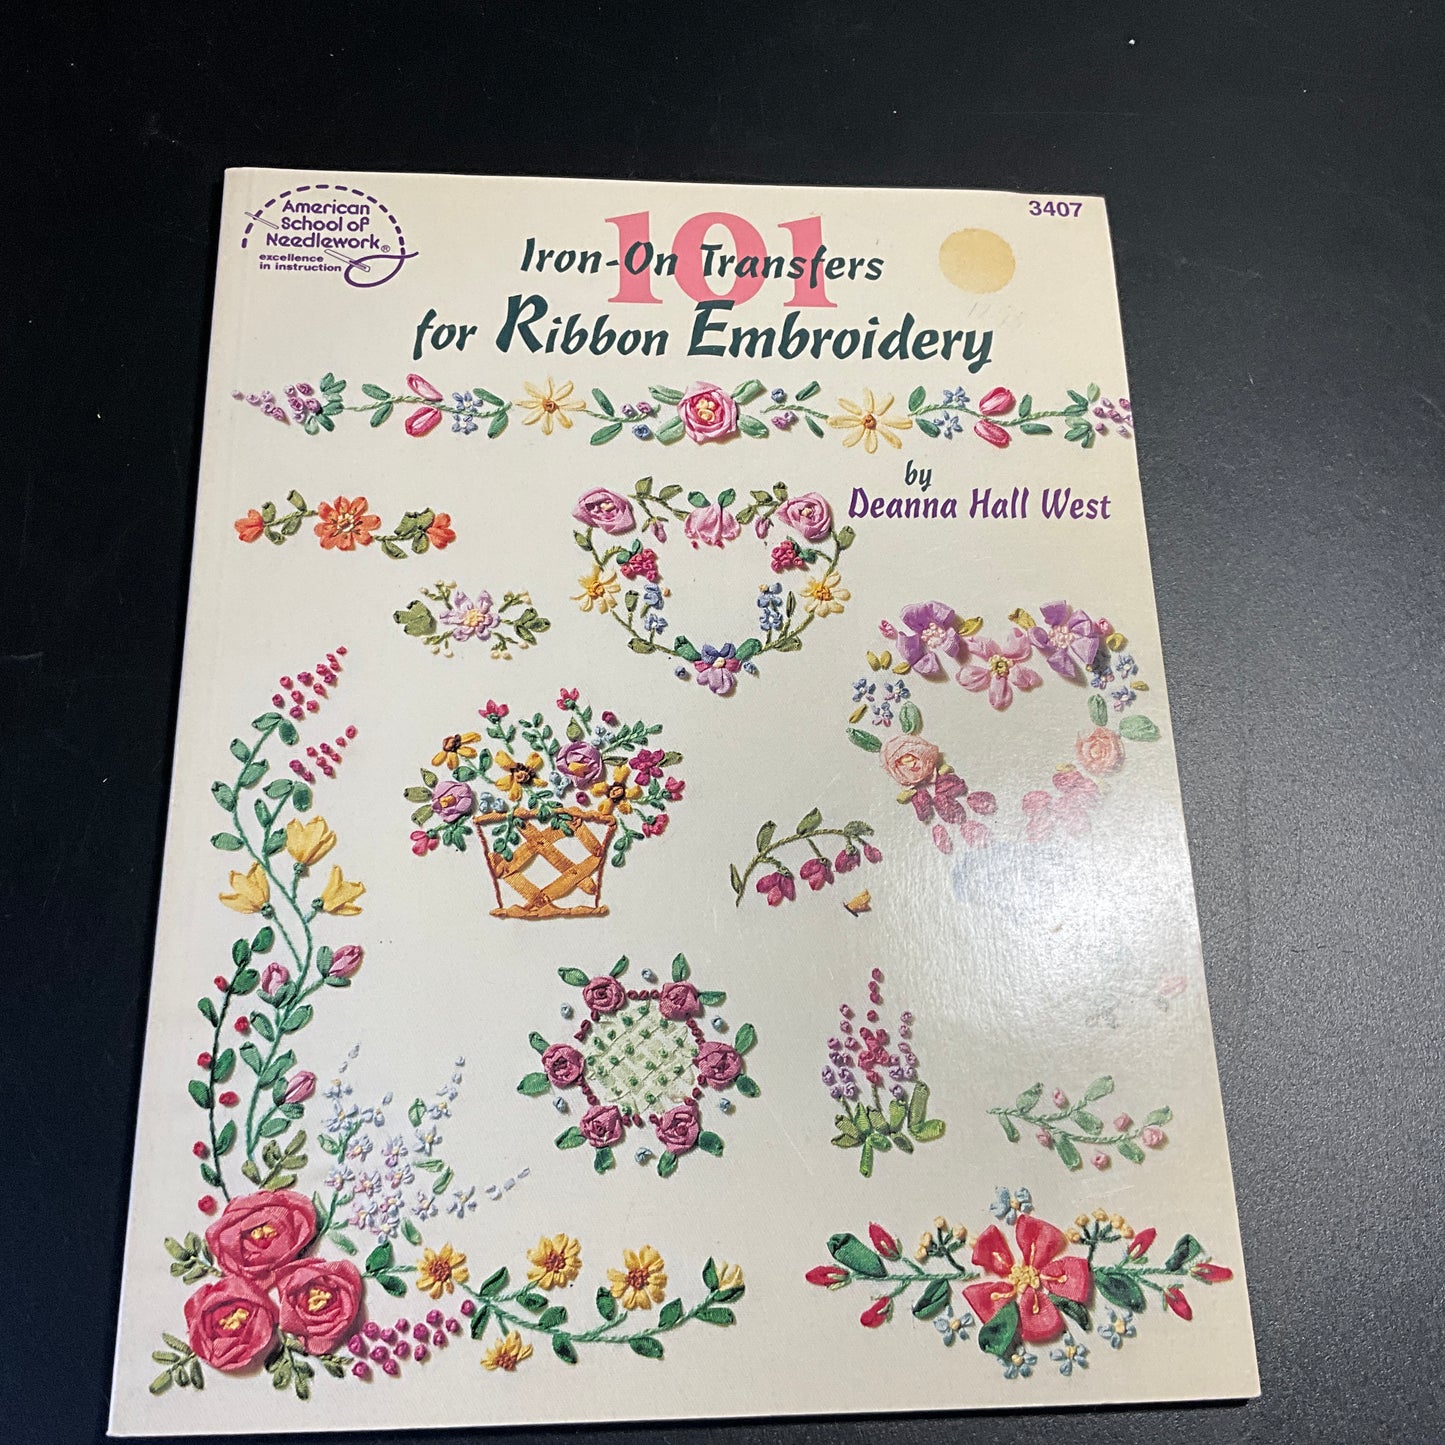 American
School of
Needlework®
excellence
in instruction
3407
101
Iron-On Transfers
for Ribbon Embroidery
by
Deanna Hall West